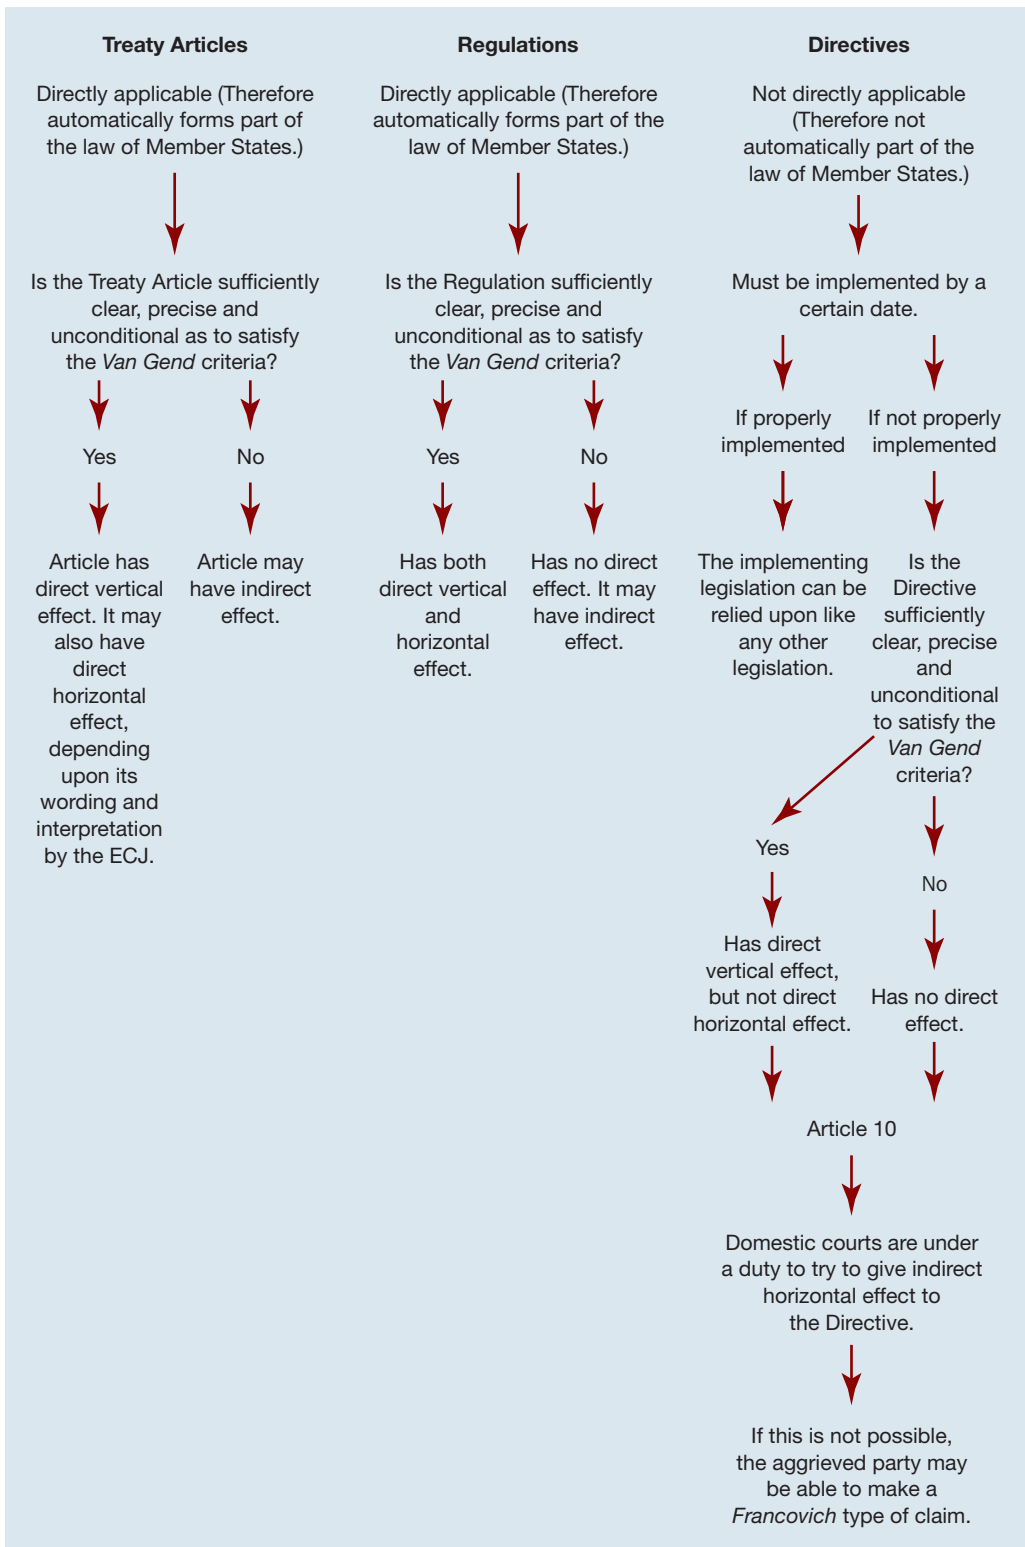 Treaty Articles
Directly applicable (Therefore
automatically forms part of
the law of Member States.)
Is the Treaty Article sufficiently
clear, precise and
unconditional as to satisfy
the Van Gend criteria?
Yes
Article has
direct vertical
effect. It may
also have
direct
horizontal
effect,
depending
upon its
wording and
interpretation
by the ECJ.
No
Article may
have indirect
effect.
Regulations
Directly applicable (Therefore
automatically forms part of the
law of Member States.)
Is the Regulation sufficiently
clear, precise and
unconditional as to satisfy
the Van Gend criteria?
Yes
Has both
direct vertical
and
horizontal
effect.
No
Has no direct
effect. It may
have indirect
effect.
Directives
Not directly applicable
(Therefore not
automatically part of the
law of Member States.)
Must be implemented by a
certain date.
If properly
implemented
The implementing
legislation can be
relied upon like
any other
legislation.
If not properly
implemented
Is the
Directive
sufficiently
clear, precise
and
unconditional
to satisfy the
Van Gend
criteria?
Yes
Has direct
vertical effect,
but not direct
horizontal effect.
No
Has no direct
effect.
Article 10
Domestic courts are under
a duty to try to give indirect
horizontal effect to
the Directive.
If this is not possible,
the aggrieved party may
be able to make a
Francovich type of claim.